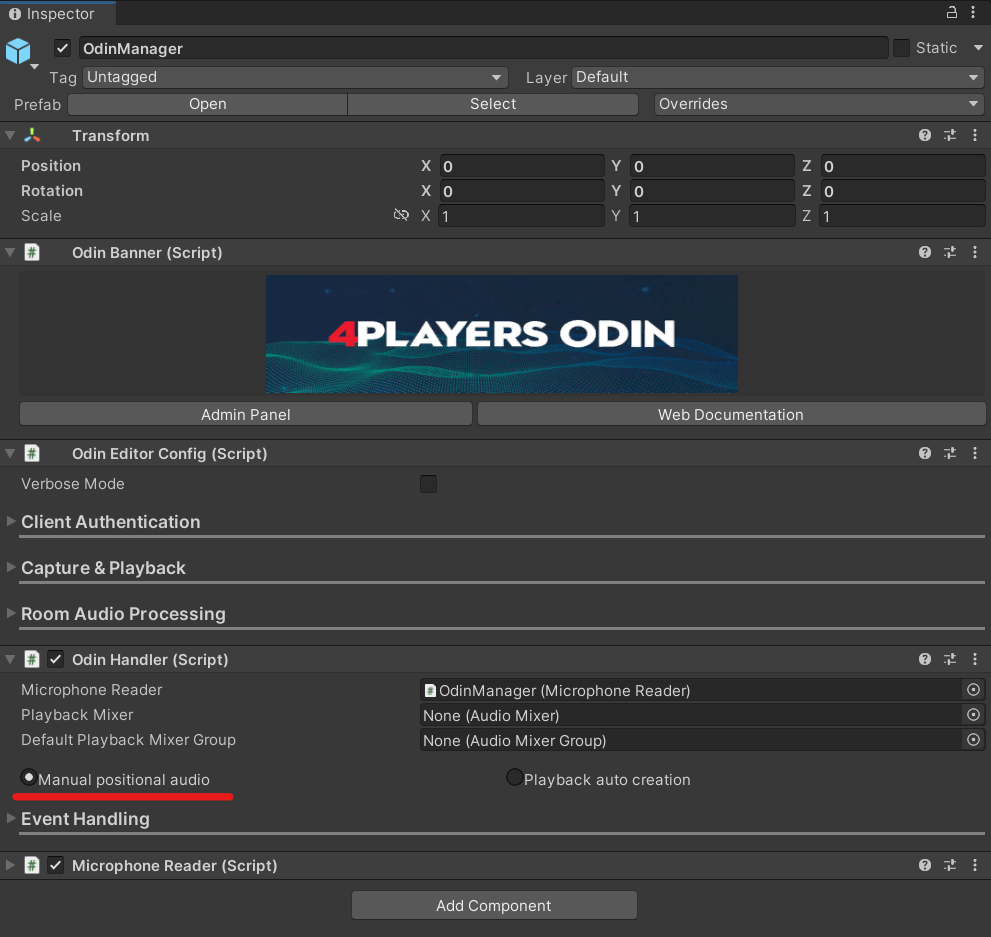 Inspector
OdinManager Static
Tag Untagged Layer Default
Prefab Open Select Overrides
Transform
Position X 0 Y 0 Z 0
Rotation X 0 Y 0 Z 0
Scale X 1 Y 1 Z 1
Odin Banner (Script)
4PLAYERS ODIN
Admin Panel Web Documentation
Odin Editor Config (Script)
Verbose Mode
Client Authentication
Capture & Playback
Room Audio Processing
Odin Handler (Script)
Microphone Reader OdinManager (Microphone Reader)
Playback Mixer None (Audio Mixer)
Default Playback Mixer Group None (Audio Mixer Group)
Manual positional audio Playback auto creation
Event Handling
Microphone Reader (Script)
Add Component